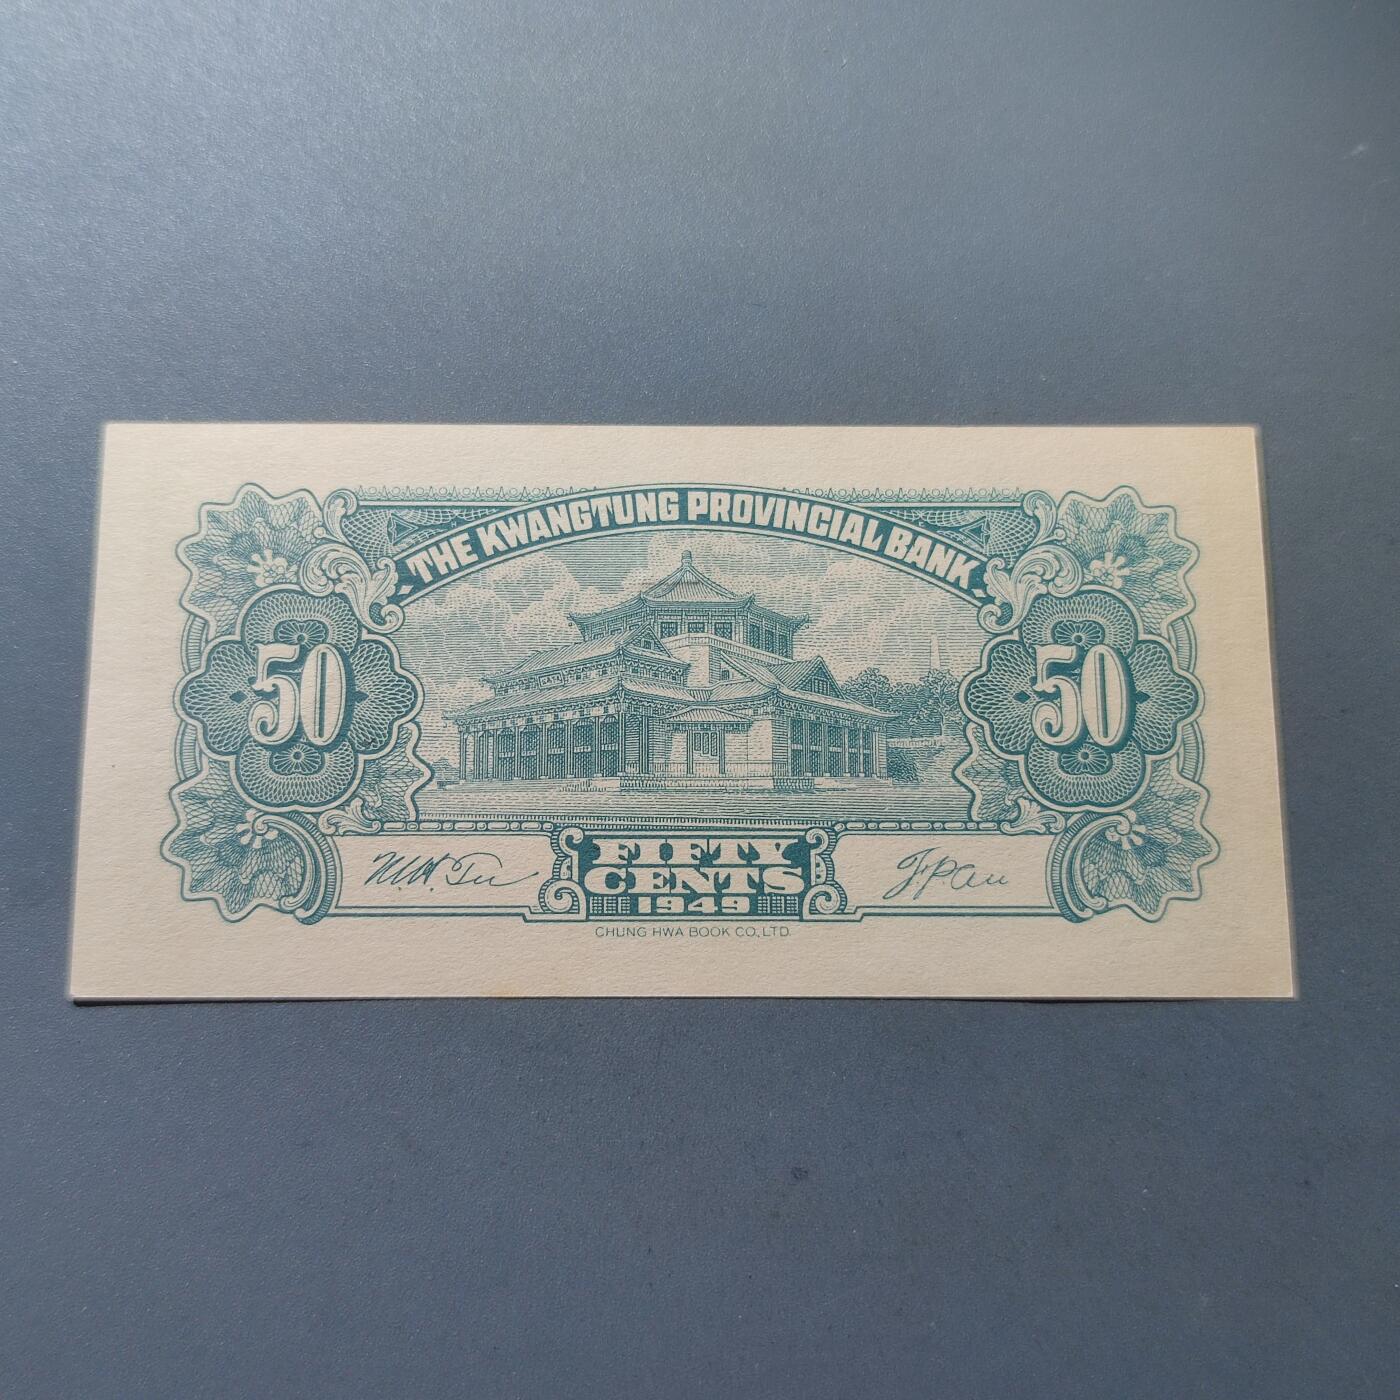 THE KWANGTUNG PROVINCIAL BANK
50
50
FIFTY
CENTS
1949
CHUNG HWA BOOK CO., LTD.